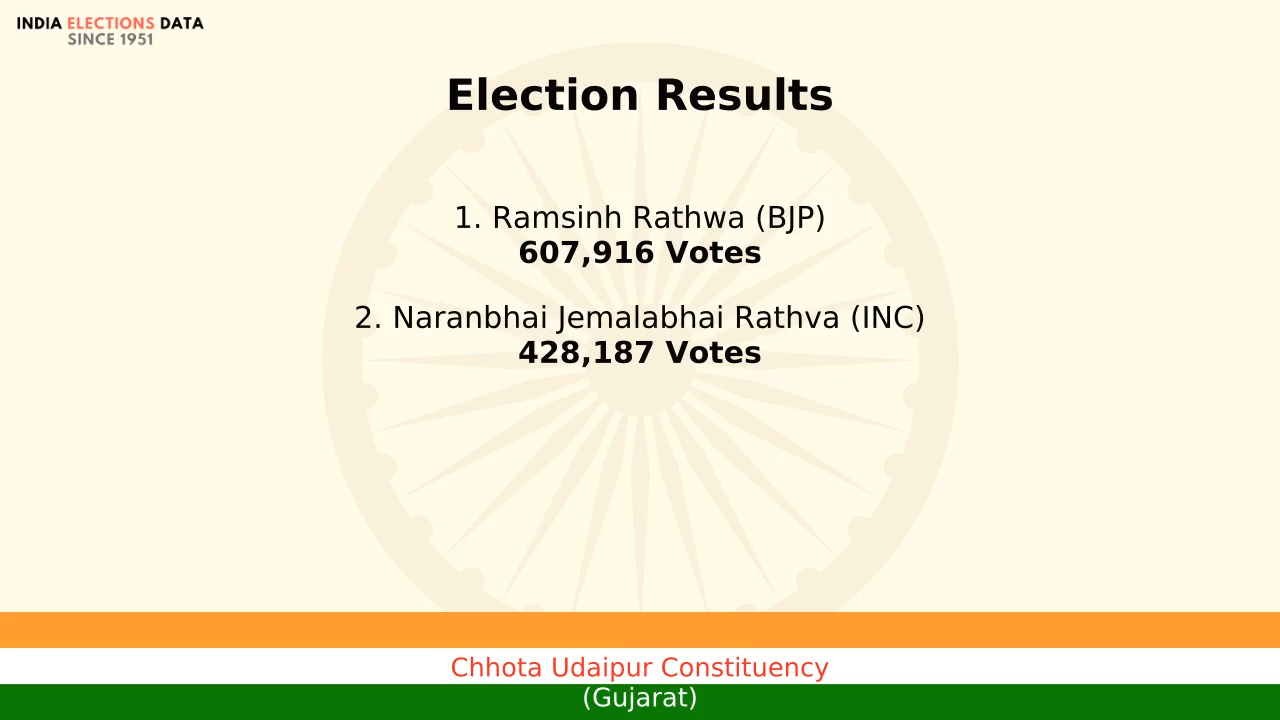 INDIA ELECTIONS DATA
SINCE 1951
Election Results
1. Ramsinh Rathwa (BJP)
607,916 Votes
2. Naranbhai Jemalabhai Rathva (INC)
428,187 Votes
Chhota Udaipur Constituency
(Gujarat)